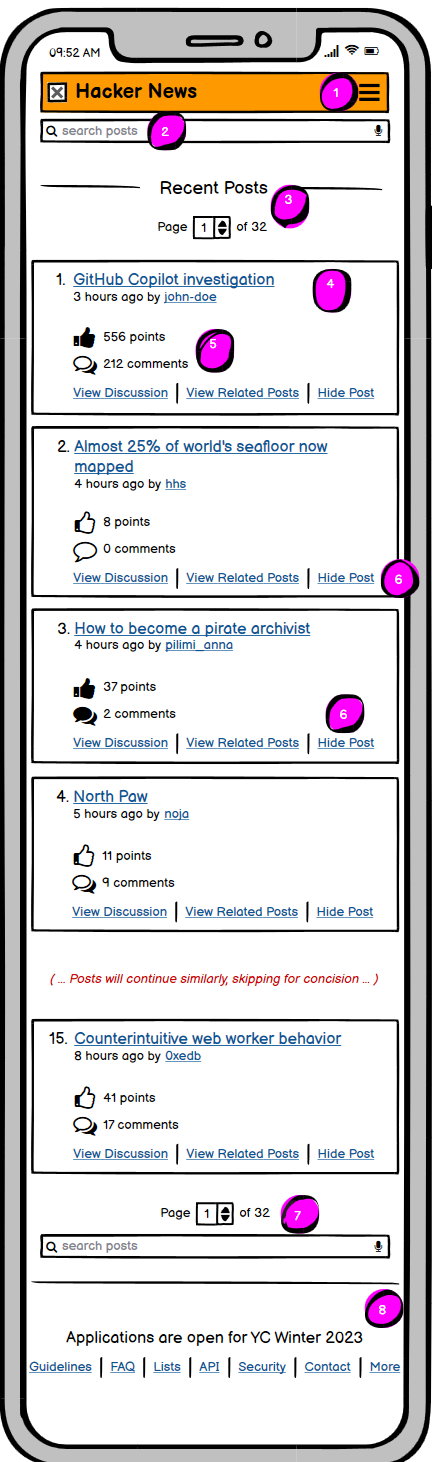 09:52 AM
Hacker News 1
search posts 2
Recent Posts 3
Page 1 of 32
1. GitHub Copilot investigation 4
3 hours ago by john-doe
556 points
5
212 comments
View Discussion | View Related Posts | Hide Post
2. Almost 25% of world's seafloor now
mapped
4 hours ago by hhs
8 points
0 comments
View Discussion | View Related Posts | Hide Post 6
3. How to become a pirate archivist
4 hours ago by pilimi_anna
37 points
2 comments 6
View Discussion | View Related Posts | Hide Post
4. North Paw
5 hours ago by noja
11 points
9 comments
View Discussion | View Related Posts | Hide Post
( ... Posts will continue similarly, skipping for concision ... )
15. Counterintuitive web worker behavior
8 hours ago by 0xedb
41 points
17 comments
View Discussion | View Related Posts | Hide Post
Page 1 of 32 7
search posts
8
Applications are open for YC Winter 2023
Guidelines | FAQ | Lists | API | Security | Contact | More